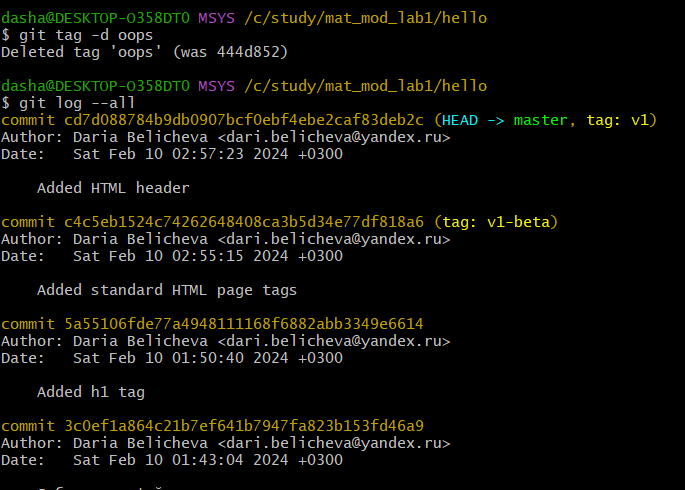 dasha@DESKTOP-O358DT0 MSYS /c/study/mat_mod_lab1/hello
$ git tag -d oops
Deleted tag 'oops' (was 444d852)
dasha@DESKTOP-O358DT0 MSYS /c/study/mat_mod_lab1/hello
$ git log --all
commit cd7d088784b9db0907bcf0ebf4ebe2caf83deb2c (HEAD -> master, tag: v1)
Author: Daria Belicheva <dari.belicheva@yandex.ru>
Date:   Sat Feb 10 02:57:23 2024 +0300
    Added HTML header
commit c4c5eb1524c74262648408ca3b5d34e77df818a6 (tag: v1-beta)
Author: Daria Belicheva <dari.belicheva@yandex.ru>
Date:   Sat Feb 10 02:55:15 2024 +0300
    Added standard HTML page tags
commit 5a55106fde77a4948111168f6882abb3349e6614
Author: Daria Belicheva <dari.belicheva@yandex.ru>
Date:   Sat Feb 10 01:50:40 2024 +0300
    Added h1 tag
commit 3c0ef1a864c21b7ef641b7947fa823b153fd46a9
Author: Daria Belicheva <dari.belicheva@yandex.ru>
Date:   Sat Feb 10 01:43:04 2024 +0300